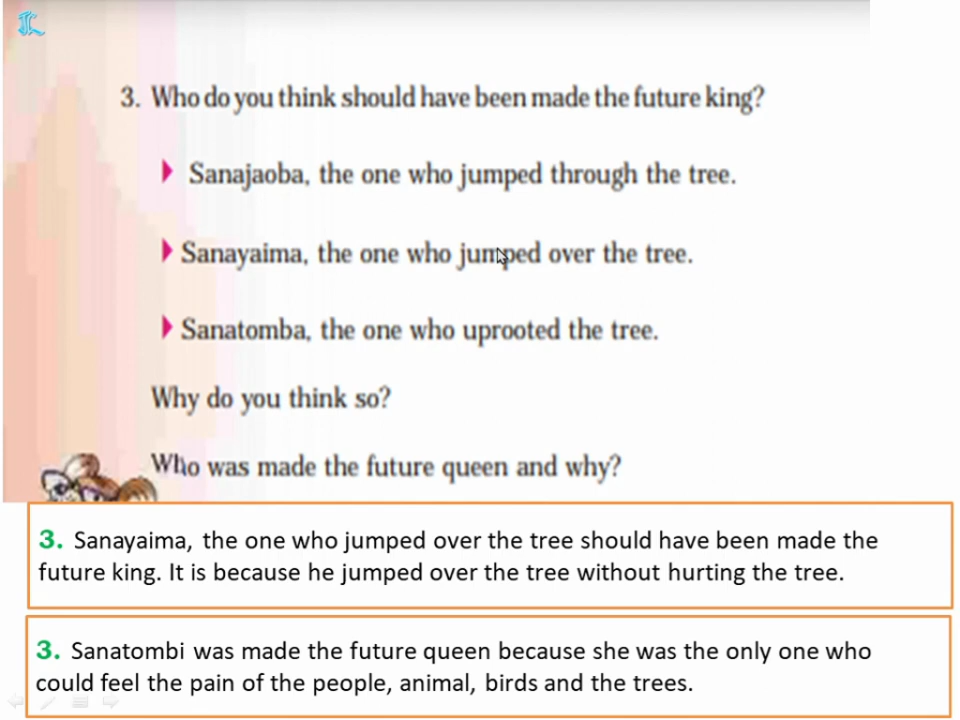 3. Who do you think should have been made the future king?
Sanajaoba, the one who jumped through the tree.
Sanayaima, the one who jumped over the tree.
Sanatomba, the one who uprooted the tree.
Why do you think so?
Who was made the future queen and why?
3. Sanayaima, the one who jumped over the tree should have been made the
future king. It is because he jumped over the tree without hurting the tree.
3. Sanatombi was made the future queen because she was the only one who
could feel the pain of the people, animal, birds and the trees.